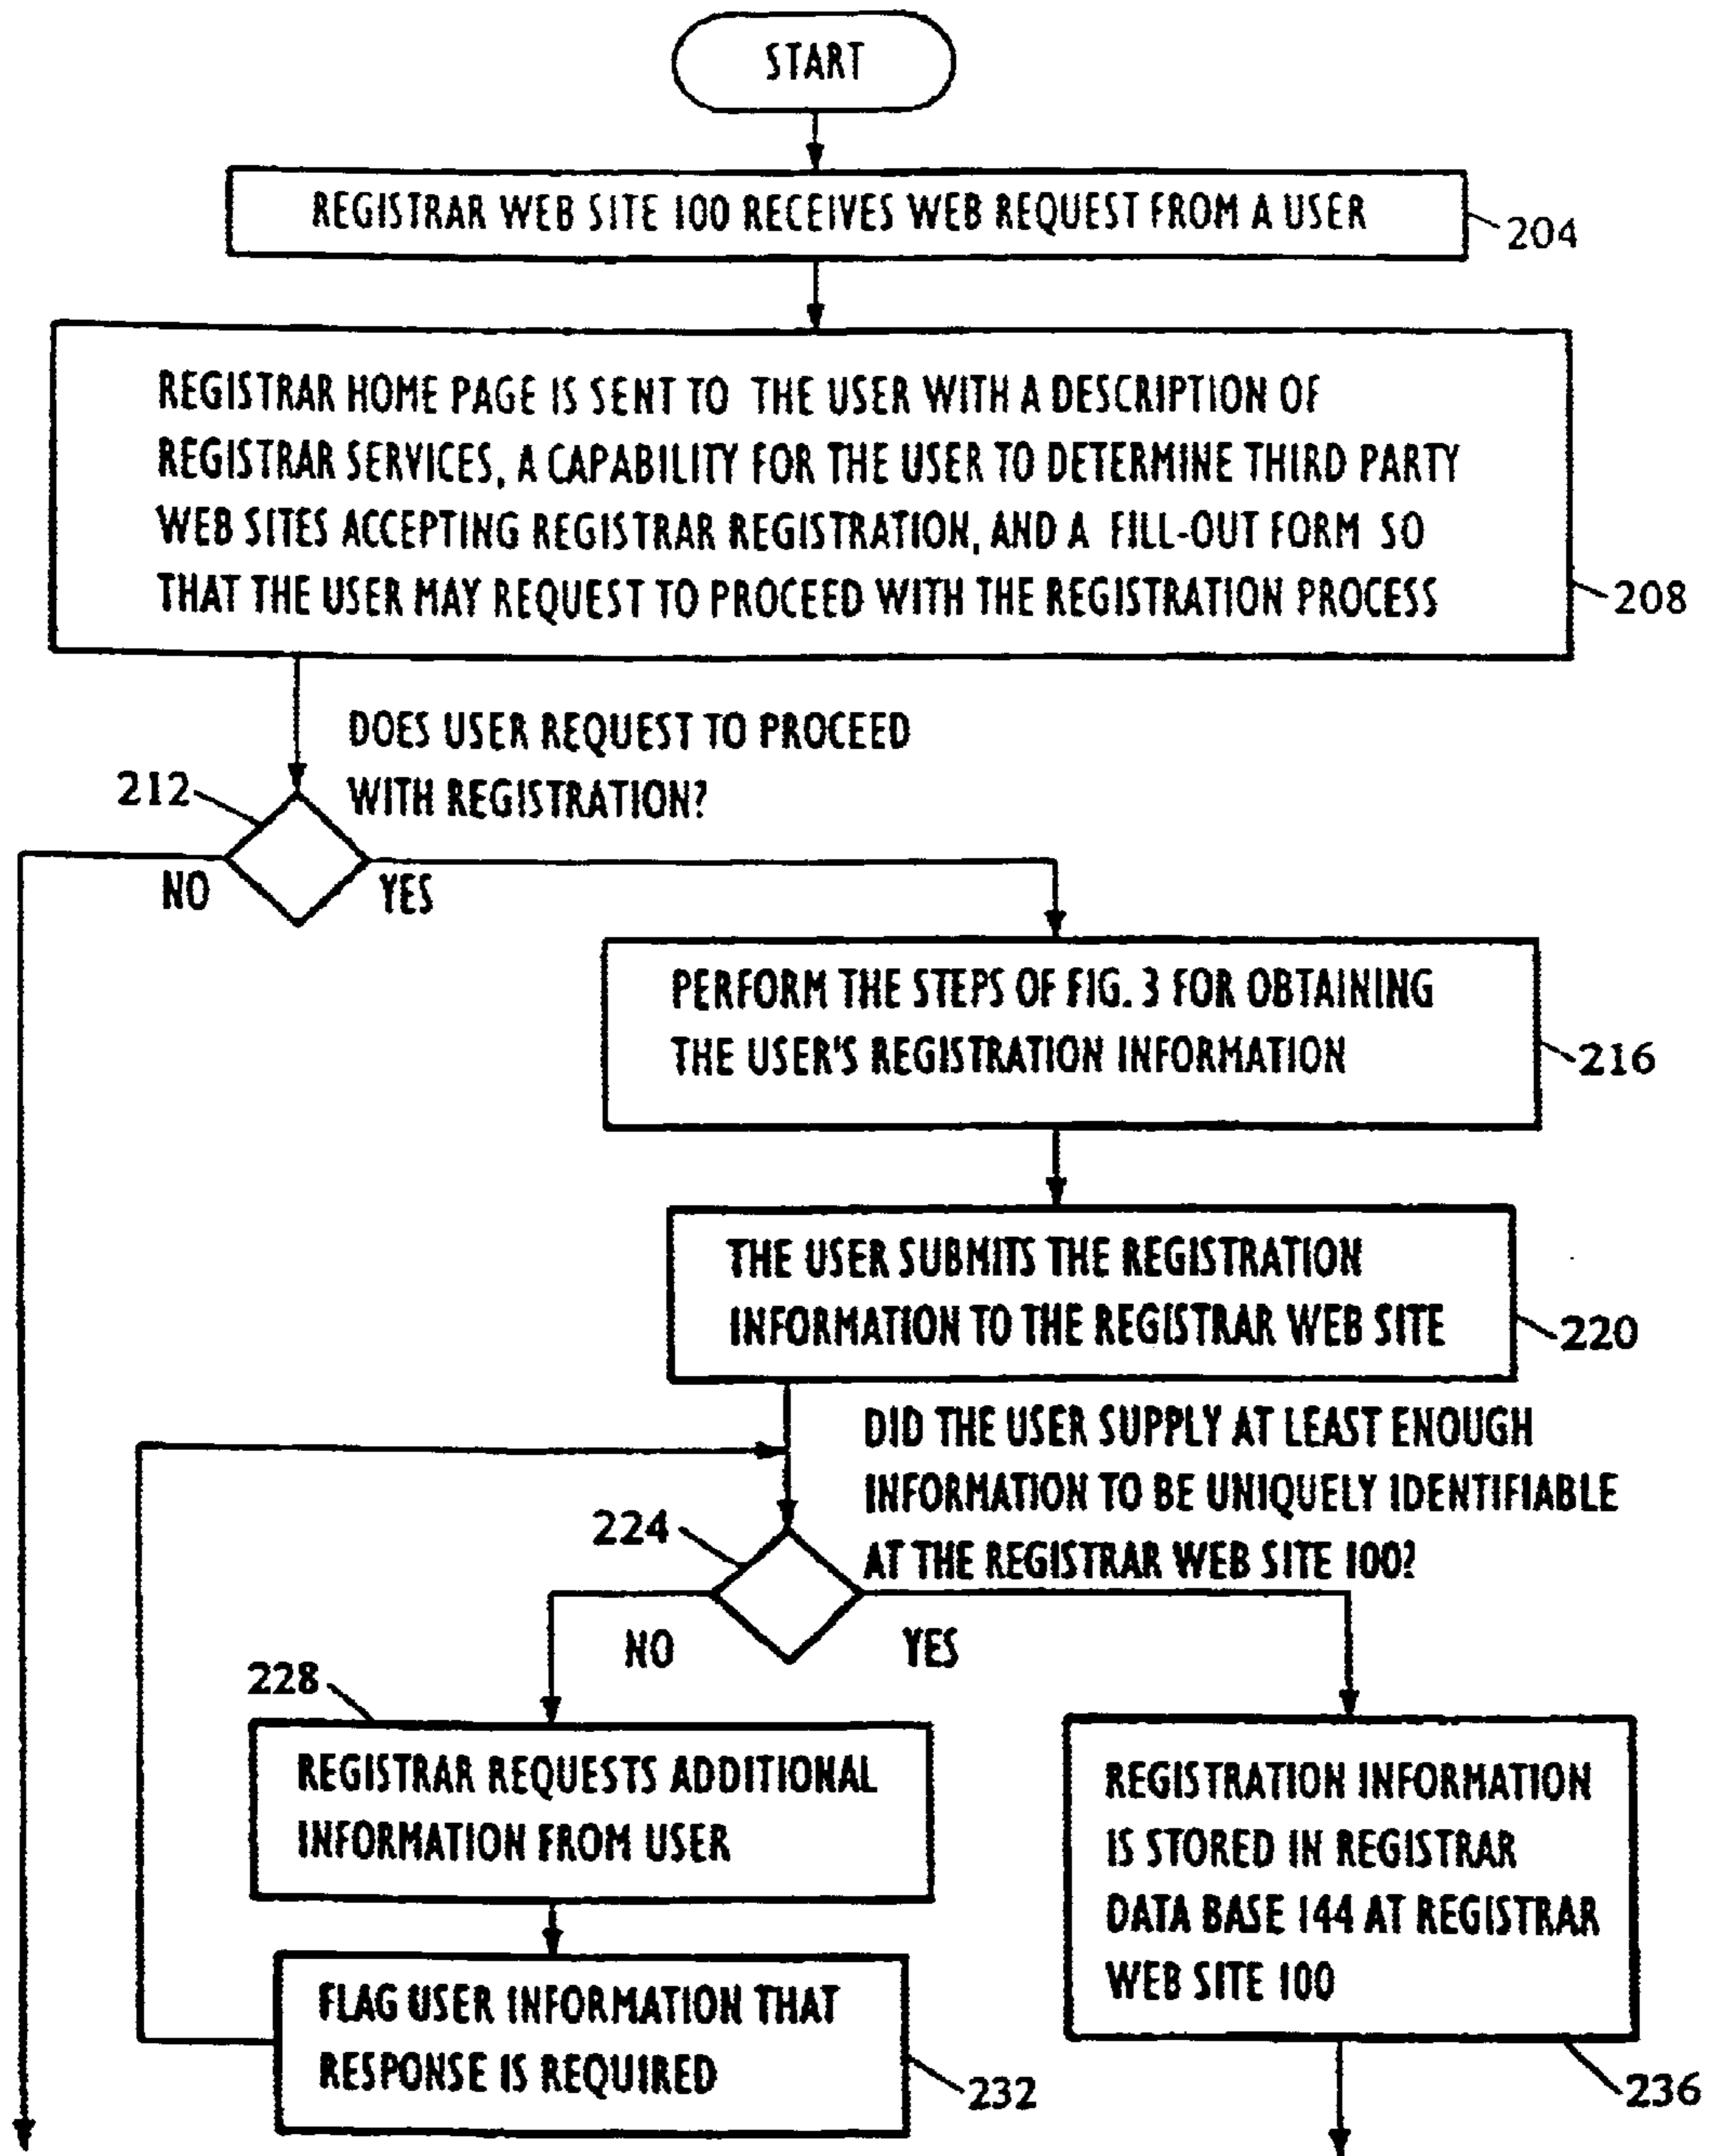 START
REGISTRAR WEB SITE 100 RECEIVES WEB REQUEST FROM A USER
204
REGISTRAR HOME PAGE IS SENT TO THE USER WITH A DESCRIPTION OF
REGISTRAR SERVICES, A CAPABILITY FOR THE USER TO DETERMINE THIRD PARTY
WEB SITES ACCEPTING REGISTRAR REGISTRATION, AND A FILL-OUT FORM SO
THAT THE USER MAY REQUEST TO PROCEED WITH THE REGISTRATION PROCESS
208
DOES USER REQUEST TO PROCEED
WITH REGISTRATION?
212
NO
YES
PERFORM THE STEPS OF FIG. 3 FOR OBTAINING
THE USER'S REGISTRATION INFORMATION
216
THE USER SUBMITS THE REGISTRATION
INFORMATION TO THE REGISTRAR WEB SITE
220
DID THE USER SUPPLY AT LEAST ENOUGH
INFORMATION TO BE UNIQUELY IDENTIFIABLE
AT THE REGISTRAR WEB SITE 100?
224
NO
YES
228
REGISTRAR REQUESTS ADDITIONAL
INFORMATION FROM USER
REGISTRATION INFORMATION
IS STORED IN REGISTRAR
DATA BASE 144 AT REGISTRAR
WEB SITE 100
236
FLAG USER INFORMATION THAT
RESPONSE IS REQUIRED
232